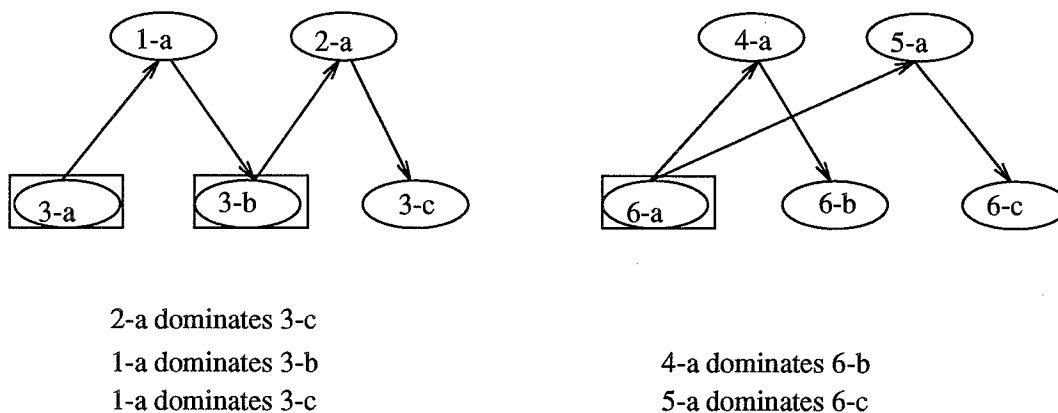 1-a 2-a 4-a 5-a
3-a 3-b 3-c 6-a 6-b 6-c
2-a dominates 3-c
1-a dominates 3-b 4-a dominates 6-b
1-a dominates 3-c 5-a dominates 6-c